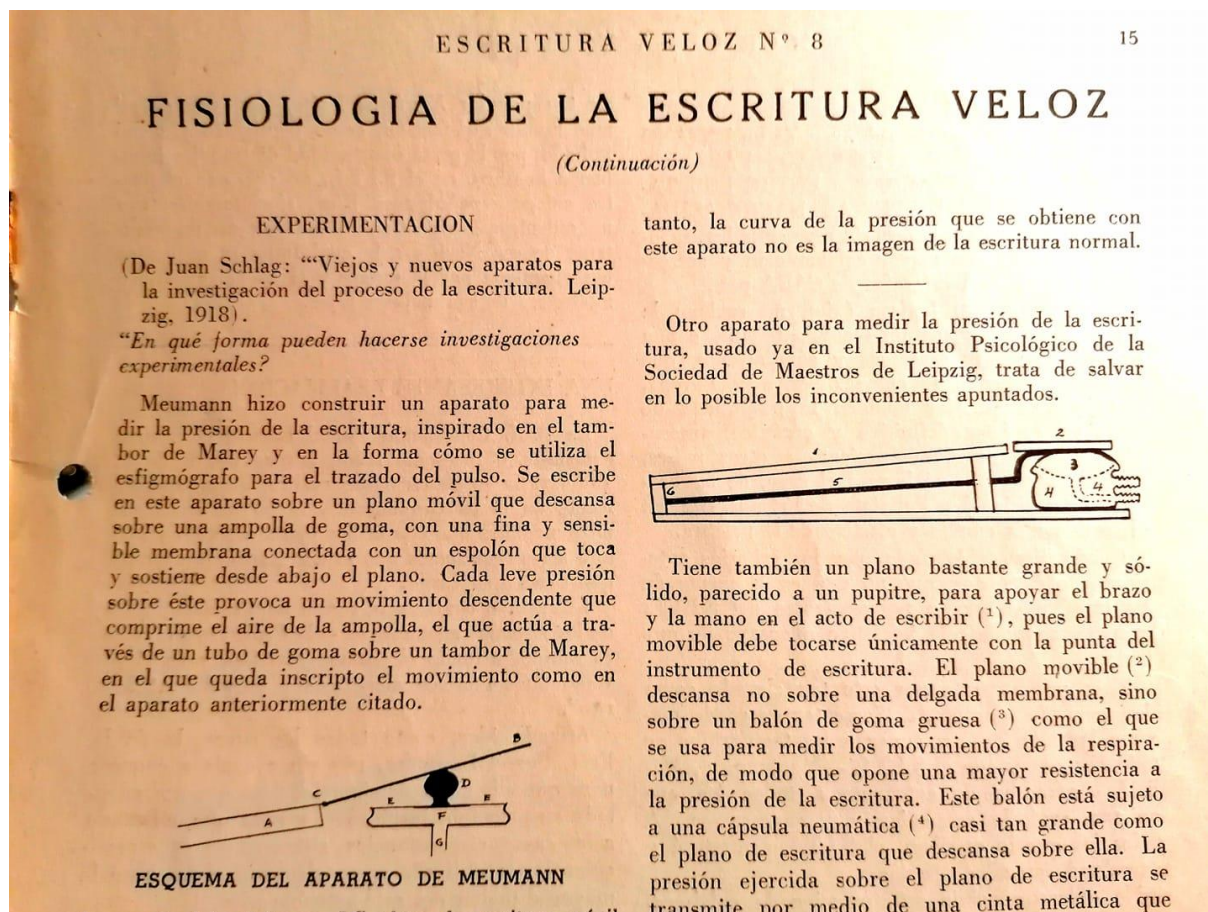 ESCRITURA VELOZ Nº 8
15
FISIOLOGIA DE LA ESCRITURA VELOZ
(Continuación)
EXPERIMENTACION
(De Juan Schlag: "'Viejos y nuevos aparatos para
la investigación del proceso de la escritura. Leip-
zig, 1918).
"En qué forma pueden hacerse investigaciones
experimentales?
Meumann hizo construir un aparato para me-
dir la presión de la escritura, inspirado en el tam-
bor de Marey y en la forma cómo se utiliza el
esfigmógrafo para el trazado del pulso. Se escribe
en este aparato sobre un plano móvil que descansa
sobre una ampolla de goma, con una fina y sensi-
ble membrana conectada con un espolón que toca
y sostiene desde abajo el plano. Cada leve presión
sobre éste provoca un movimiento descendente que
comprime el aire de la ampolla, el que actúa a tra-
vés de un tubo de goma sobre un tambor de Marey,
en el que queda inscripto el movimiento como en
el aparato anteriormente citado.
B
C
D
E
E
A
F
G
ESQUEMA DEL APARATO DE MEUMANN
tanto, la curva de la presión que se obtiene con
este aparato no es la imagen de la escritura normal.
Otro aparato para medir la presión de la escri-
tura, usado ya en el Instituto Psicológico de la
Sociedad de Maestros de Leipzig, trata de salvar
en lo posible los inconvenientes apuntados.
2
1
3
5
6
4
4
Tiene también un plano bastante grande y só-
lido, parecido a un pupitre, para apoyar el brazo
y la mano en el acto de escribir (¹), pues el plano
movible debe tocarse únicamente con la punta del
instrumento de escritura. El plano movible (²)
descansa no sobre una delgada membrana, sino
sobre un balón de goma gruesa (³) como el que
se usa para medir los movimientos de la respira-
ción, de modo que opone una mayor resistencia a
la presión de la escritura. Este balón está sujeto
a una cápsula neumática (⁴) casi tan grande como
el plano de escritura que descansa sobre ella. La
presión ejercida sobre el plano de escritura se
transmite por medio de una cinta metálica que